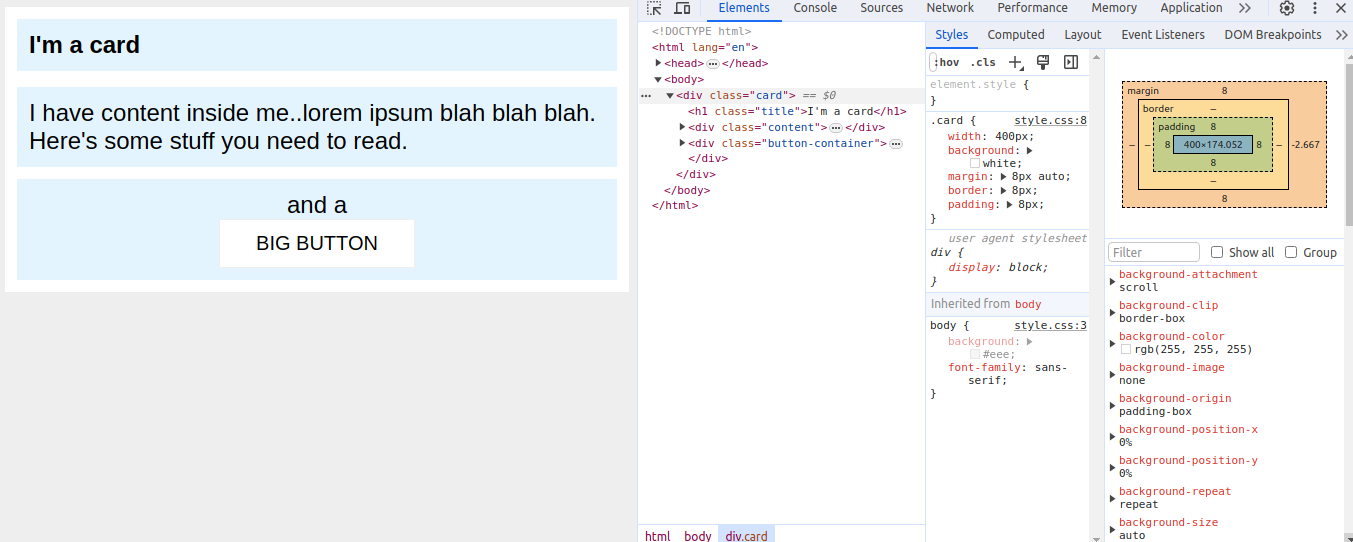 I'm a card
I have content inside me..lorem ipsum blah blah blah.
Here's some stuff you need to read.
and a
BIG BUTTON
Elements Console Sources Network Performance Memory Application >>
<!DOCTYPE html>
<html lang="en">
<head> ... </head>
<body>
... <div class="card"> == $0
<h1 class="title">I'm a card</h1>
<div class="content"> ... </div>
<div class="button-container"> ...
</div>
</div>
</body>
</html>
html body div.card
Styles Computed Layout Event Listeners DOM Breakpoints >>
:hov .cls +
element.style {
}
.card { style.css:8
width: 400px;
background:
white;
margin: 8px auto;
border: 8px;
padding: 8px;
}
user agent stylesheet
div {
display: block;
}
Inherited from body
body { style.css:3
background:
#eee;
font-family: sans-
serif;
}
margin 8
border –
padding 8
– – 8 400×174.052 8 – -2.667
8
–
8
Filter Show all Group
background-attachment
scroll
background-clip
border-box
background-color
rgb(255, 255, 255)
background-image
none
background-origin
padding-box
background-position-x
0%
background-position-y
0%
background-repeat
repeat
background-size
auto